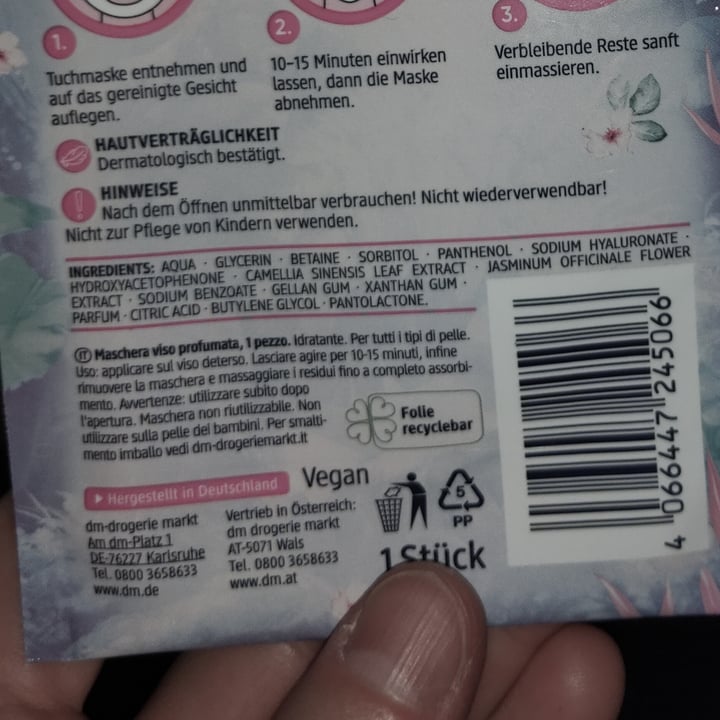 1.
Tuchmaske entnehmen und
auf das gereinigte Gesicht
auflegen.
2.
10-15 Minuten einwirken
lassen, dann die Maske
abnehmen.
3.
Verbleibende Reste sanft
einmassieren.
HAUTVERTRÄGLICHKEIT
Dermatologisch bestätigt.
HINWEISE
Nach dem Öffnen unmittelbar verbrauchen! Nicht wiederverwendbar!
Nicht zur Pflege von Kindern verwenden.
INGREDIENTS: AQUA · GLYCERIN · BETAINE · SORBITOL · PANTHENOL · SODIUM HYALURONATE ·
HYDROXYACETOPHENONE · CAMELLIA SINENSIS LEAF EXTRACT · JASMINUM OFFICINALE FLOWER
EXTRACT · SODIUM BENZOATE · GELLAN GUM · XANTHAN GUM ·
PARFUM · CITRIC ACID · BUTYLENE GLYCOL · PANTOLACTONE.
IT Maschera viso profumata, 1 pezzo. Idratante. Per tutti i tipi di pelle.
Uso: applicare sul viso deterso. Lasciare agire per 10-15 minuti, infine
rimuovere la maschera e massaggiare i residui fino a completo assorbi-
mento. Avvertenze: utilizzare subito dopo
l'apertura. Maschera non riutilizzabile. Non
utilizzare sulla pelle dei bambini. Per smalti-
mento imballo vedi dm-drogeriemarkt.it
Folie
recyclebar
Hergestellt in Deutschland
Vegan
dm-drogerie markt
Am dm-Platz 1
DE-76227 Karlsruhe
Tel. 0800 3658633
www.dm.de
Vertrieb in Österreich:
dm drogerie markt
AT-5071 Wals
Tel. 0800 3658633
www.dm.at
5
PP
1 Stück
4 066447 245066